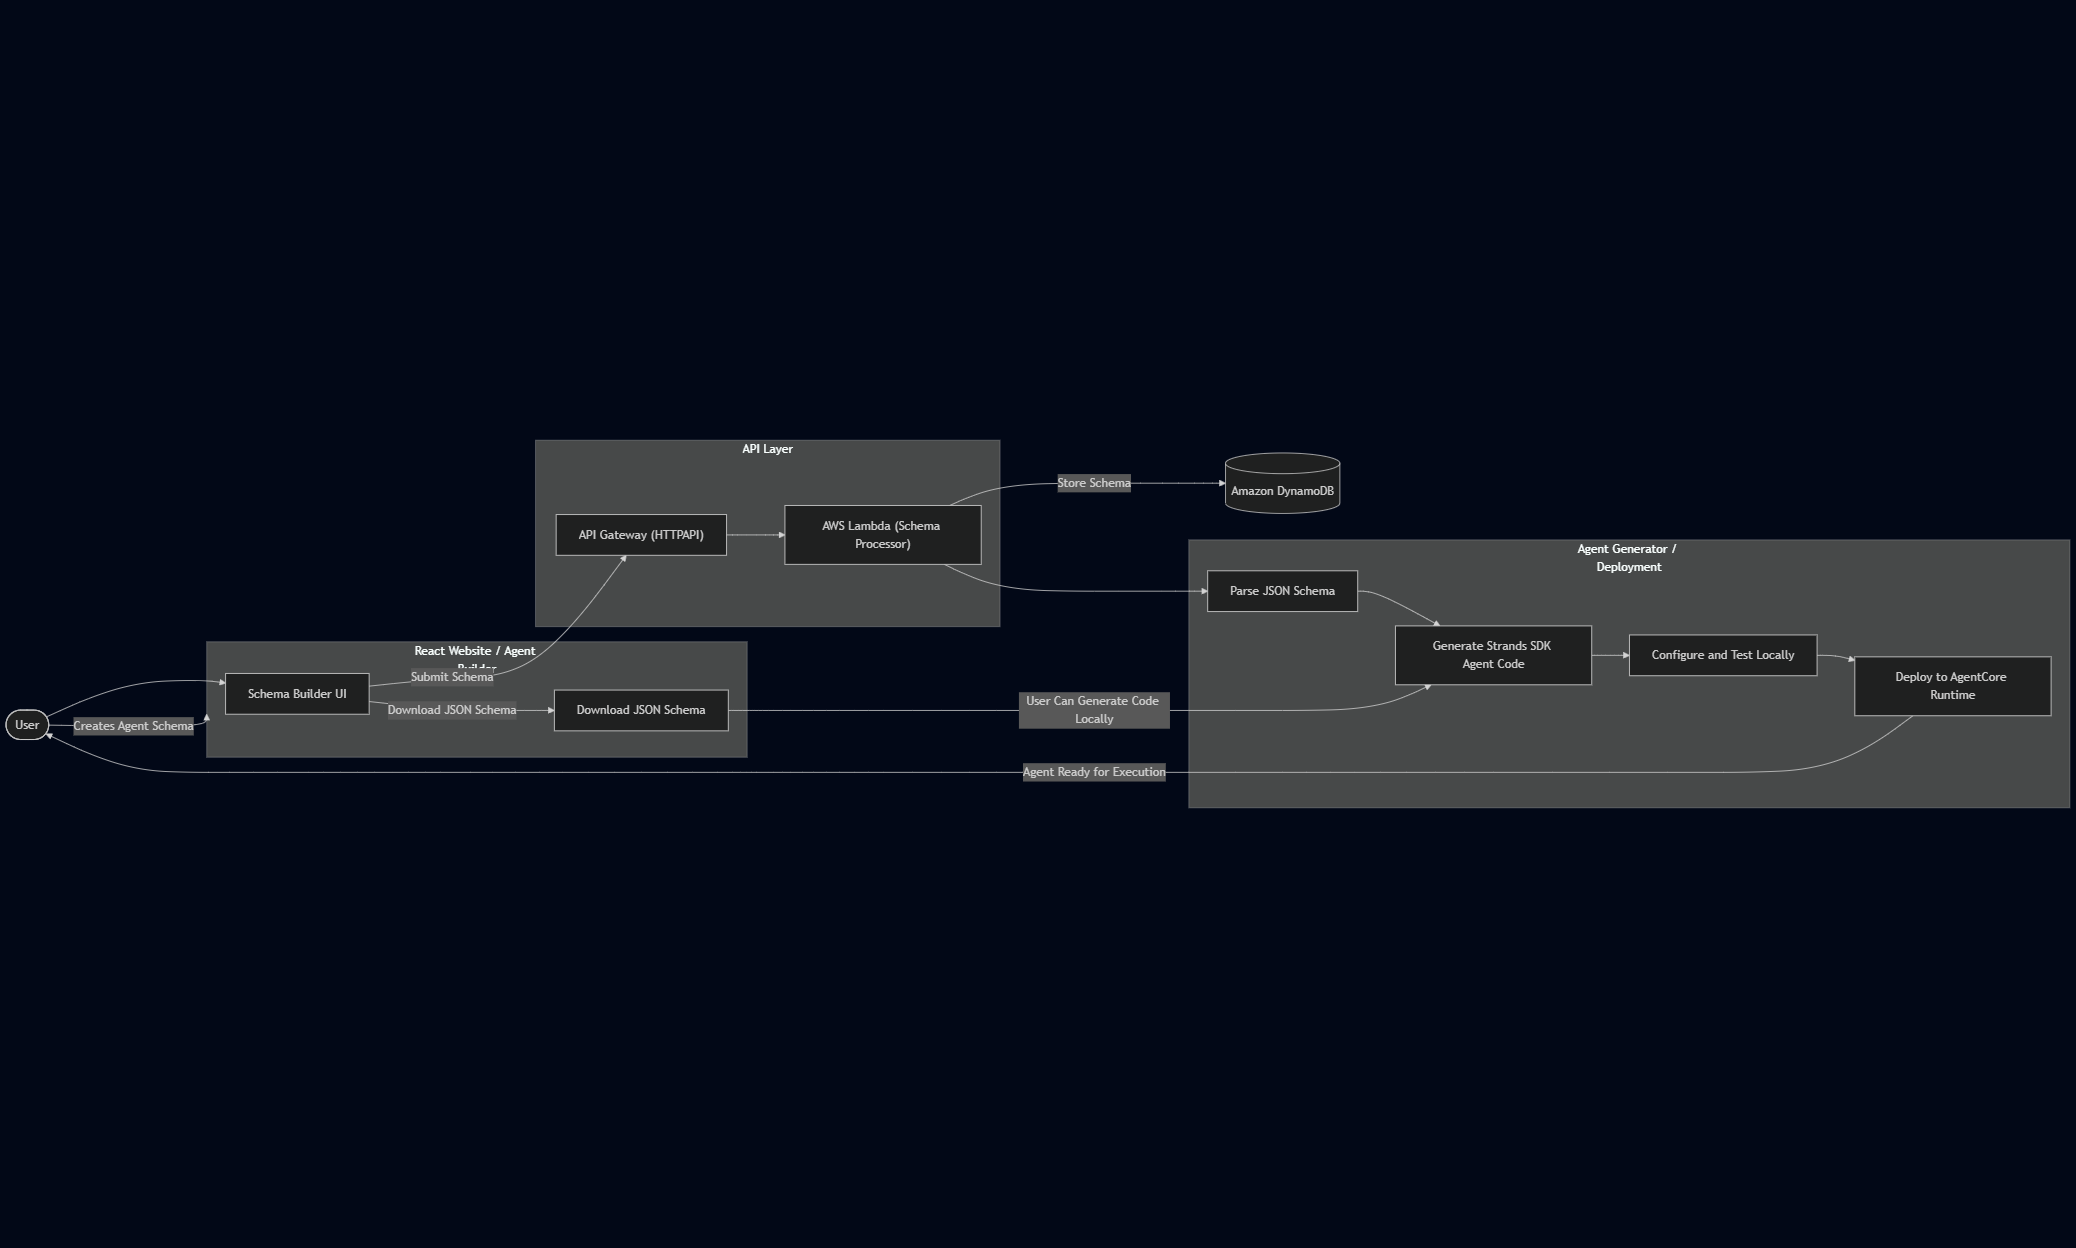 API Layer
Store Schema
Amazon DynamoDB
API Gateway (HTTPAPI)
AWS Lambda (Schema
Processor)
Agent Generator /
Deployment
Parse JSON Schema
Generate Strands SDK
Agent Code
Configure and Test Locally
Deploy to AgentCore
Runtime
React Website / Agent
Builder
Submit Schema
Schema Builder UI
Download JSON Schema
Download JSON Schema
User Can Generate Code
Locally
User
Creates Agent Schema
Agent Ready for Execution